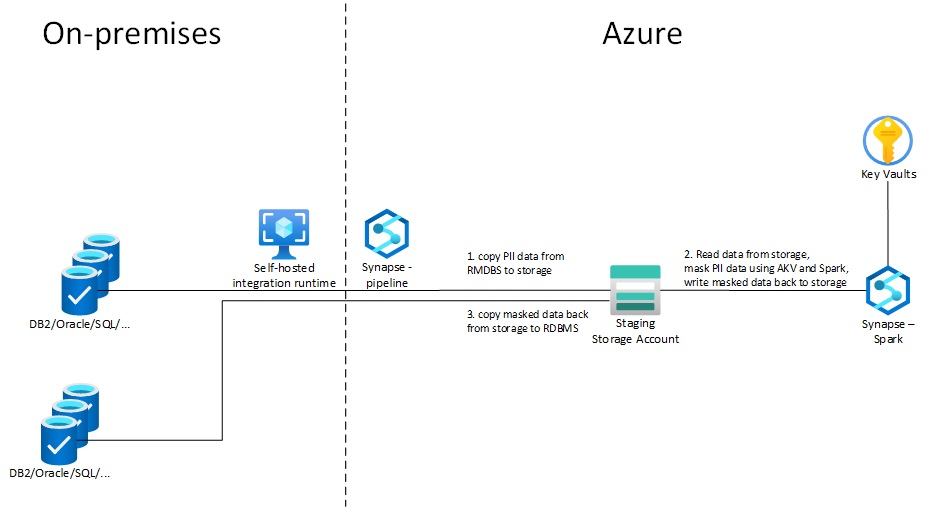 On-premises
Azure
Key Vaults
Self-hosted
integration runtime
Synapse -
pipeline
1. copy PII data from
RMDBS to storage
2. Read data from storage,
mask PII data using AKV and Spark,
write masked data back to storage
DB2/Oracle/SQL/...
3. copy masked data back
from storage to RDBMS
Staging
Storage Account
Synapse –
Spark
DB2/Oracle/SQL/...